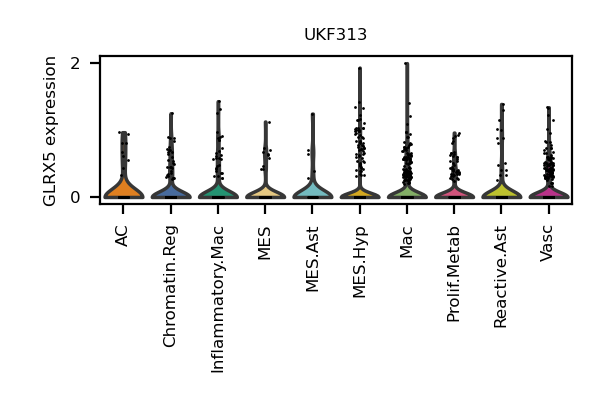 UKF313
GLRX5 expression
2
0
AC
Chromatin.Reg
Inflammatory.Mac
MES
MES.Ast
MES.Hyp
Mac
Prolif.Metab
Reactive.Ast
Vasc